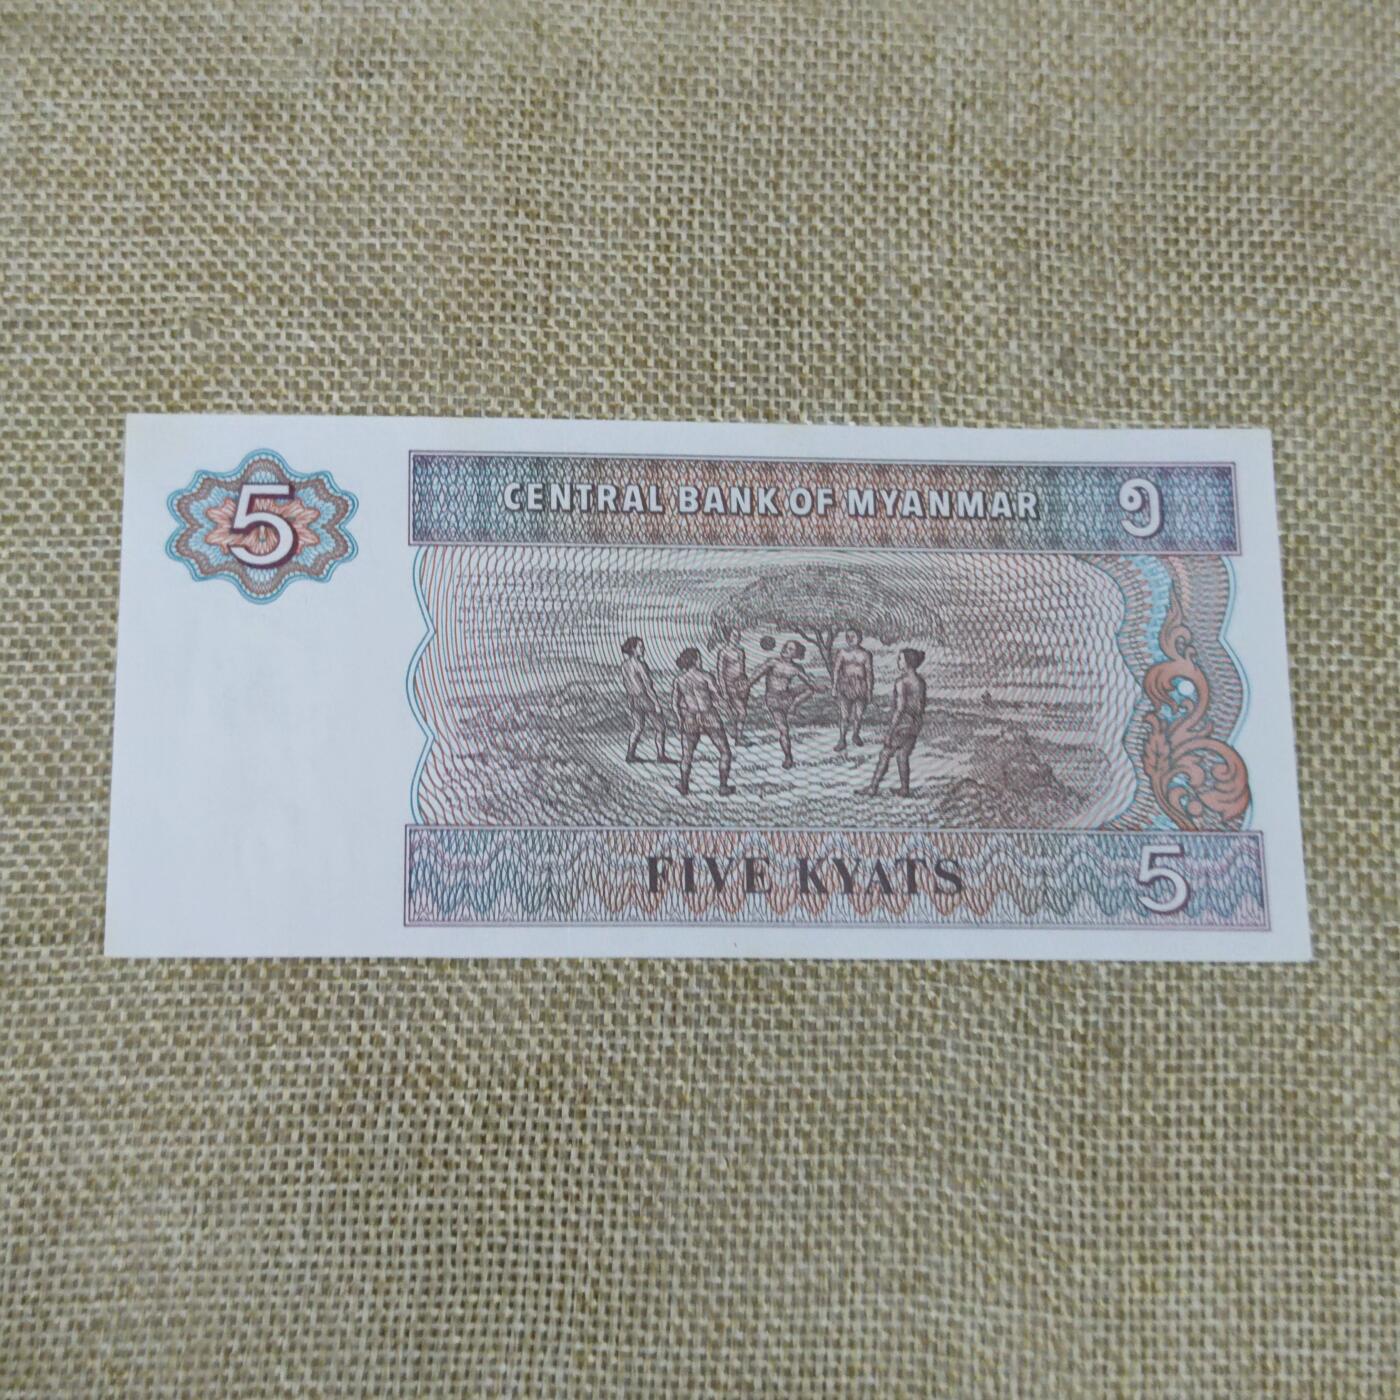 5
CENTRAL BANK OF MYANMAR ၅
FIVE KYATS 5